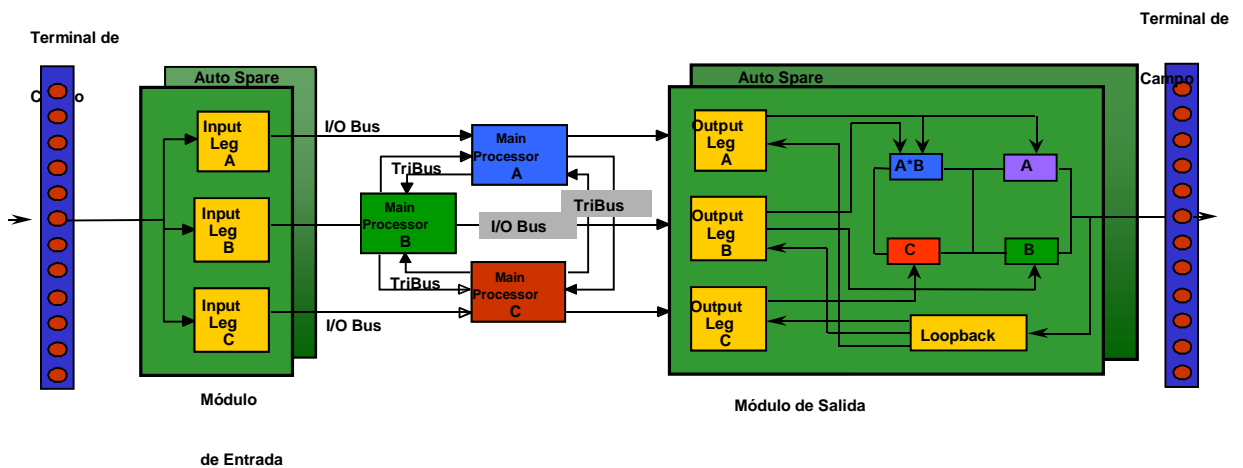 Terminal de
Campo
Terminal de
Campo
Auto Spare
Auto Spare
Input
Leg
A
Input
Leg
B
Input
Leg
C
I/O Bus
I/O Bus
I/O Bus
Main
Processor
A
TriBus
Main
Processor
B
TriBus
TriBus
Main
Processor
C
Output
Leg
A
Output
Leg
B
Output
Leg
C
A*B
A
C
B
Loopback
Módulo
de Entrada
Módulo de Salida